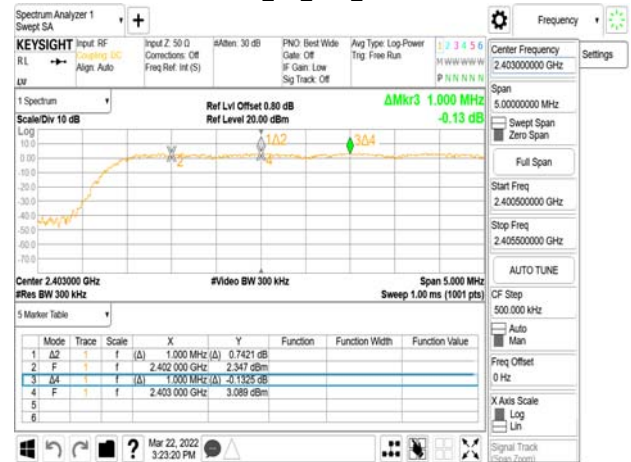 Spectrum Analyzer 1
Swept SA
Frequency
KEYSIGHT
Input: RF
Coupling: DC
Align: Auto
Input Z: 50 Ω
Corrections: Off
Freq Ref: Int (S)
#Atten: 30 dB
PNO: Best Wide
Gate: Off
IF Gain: Low
Sig Track: Off
Avg Type: Log-Power
Trig: Free Run
1 2 3 4 5 6
M W W W W W
P N N N N N
RL
1 Spectrum
Scale/Div 10 dB
Ref Lvl Offset 0.80 dB
Ref Level 20.00 dBm
ΔMkr3 1.000 MHz
-0.13 dB
Log
10.0
0.00
-10.0
-20.0
-30.0
-40.0
-50.0
-60.0
-70.0
1Δ2
3Δ4
2
4
Center 2.403000 GHz
#Video BW 300 kHz
Span 5.000 MHz
#Res BW 300 kHz
Sweep 1.00 ms (1001 pts)
5 Marker Table
Mode Trace Scale X Y Function Function Width Function Value
1 Δ2 1 f (Δ) 1.000 MHz (Δ) 0.7421 dB
2 F 1 f 2.402 000 GHz 2.347 dBm
3 Δ4 1 f (Δ) 1.000 MHz (Δ) -0.1325 dB
4 F 1 f 2.403 000 GHz 3.089 dBm
5
6
Mar 22, 2022
3:23:20 PM
Center Frequency
2.403000000 GHz
Settings
Span
5.00000000 MHz
Swept Span
Zero Span
Full Span
Start Freq
2.400500000 GHz
Stop Freq
2.405500000 GHz
AUTO TUNE
CF Step
500.000 kHz
Auto
Man
Freq Offset
0 Hz
X Axis Scale
Log
Lin
Signal Track
(Span Zoom)